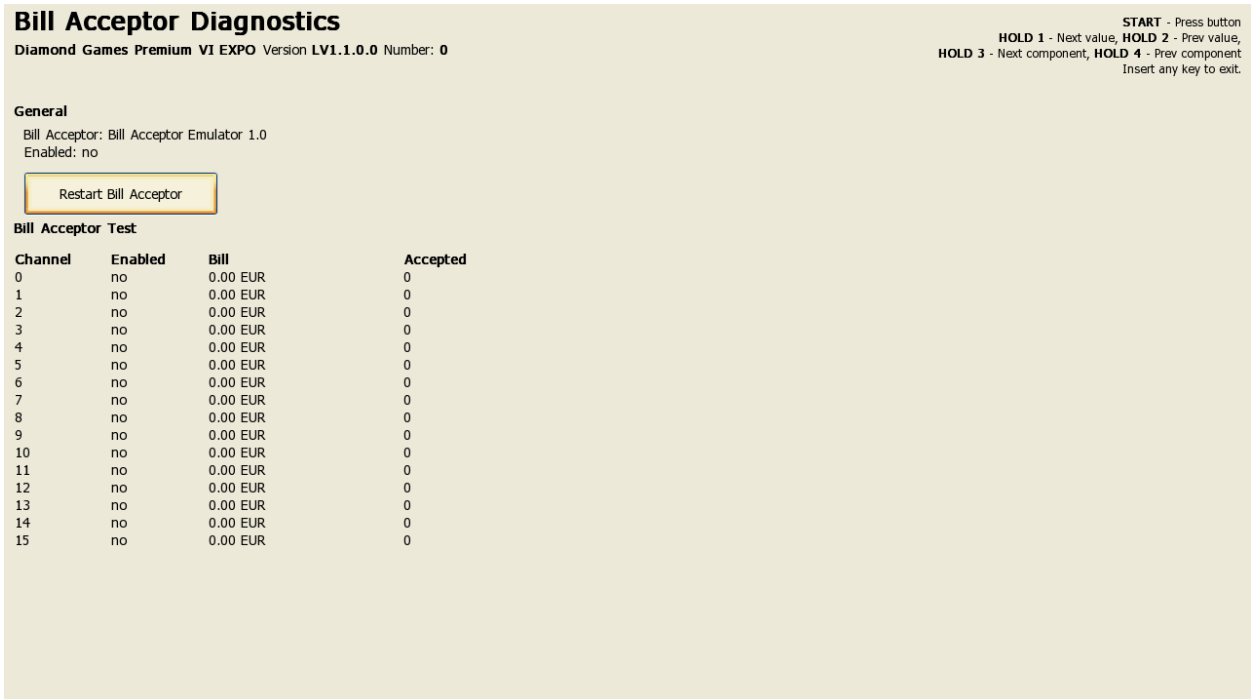 Bill Acceptor Diagnostics
Diamond Games Premium VI EXPO Version LV1.1.0.0 Number: 0
START - Press button
HOLD 1 - Next value, HOLD 2 - Prev value,
HOLD 3 - Next component, HOLD 4 - Prev component
Insert any key to exit.
General
Bill Acceptor: Bill Acceptor Emulator 1.0
Enabled: no
Restart Bill Acceptor
Bill Acceptor Test
Channel Enabled Bill Accepted
0 no 0.00 EUR 0
1 no 0.00 EUR 0
2 no 0.00 EUR 0
3 no 0.00 EUR 0
4 no 0.00 EUR 0
5 no 0.00 EUR 0
6 no 0.00 EUR 0
7 no 0.00 EUR 0
8 no 0.00 EUR 0
9 no 0.00 EUR 0
10 no 0.00 EUR 0
11 no 0.00 EUR 0
12 no 0.00 EUR 0
13 no 0.00 EUR 0
14 no 0.00 EUR 0
15 no 0.00 EUR 0